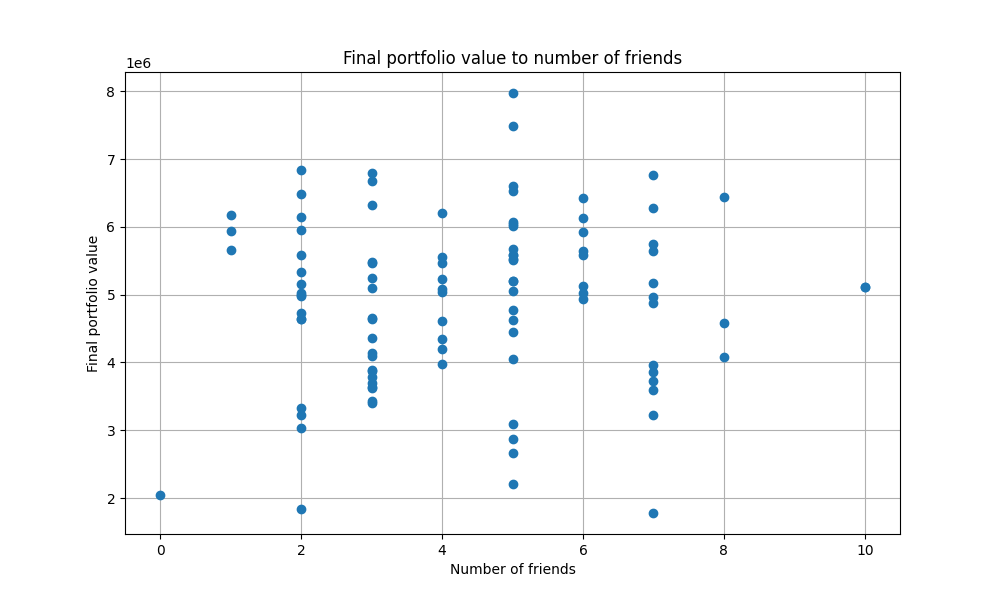 Final portfolio value to number of friends
1e6
8
7
6
5
4
3
2
Final portfolio value
0 2 4 6 8 10
Number of friends